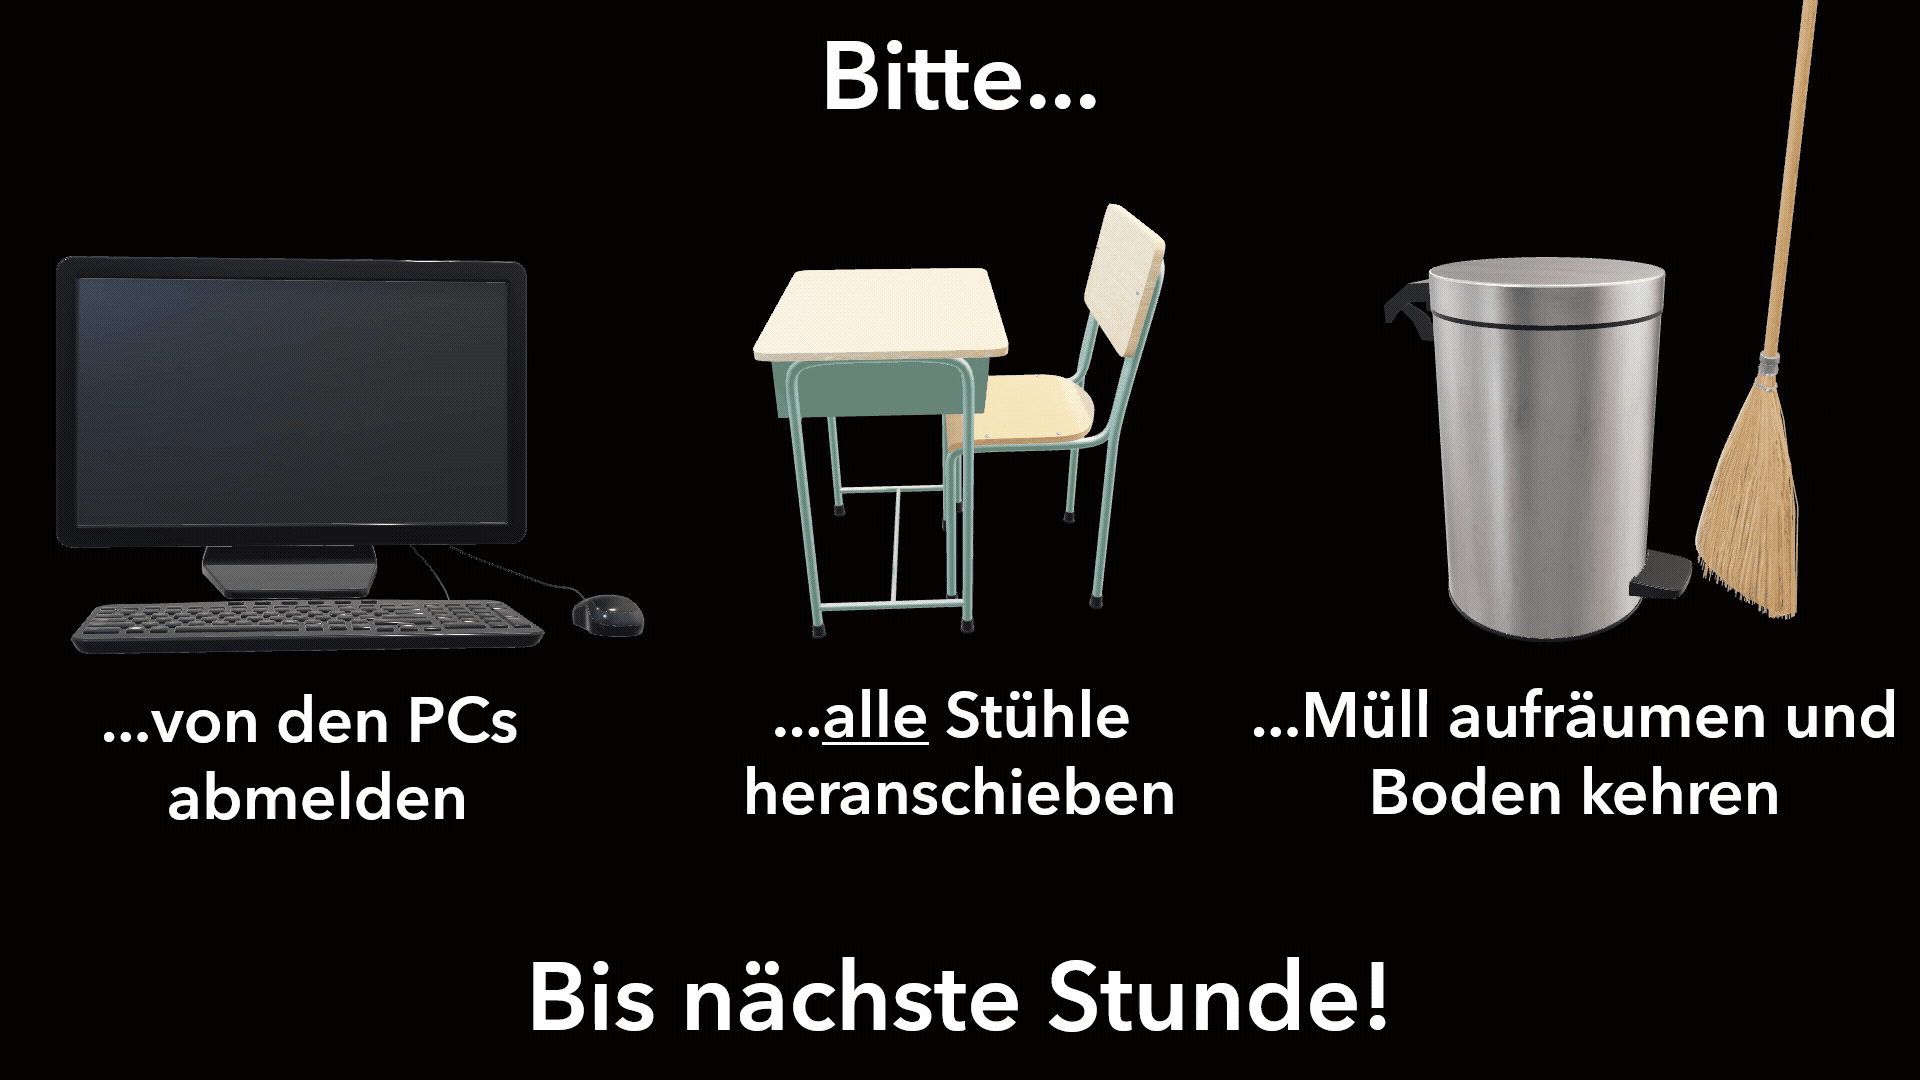 Bitte...
...von den PCs
abmelden
...alle Stühle
heranschieben
...Müll aufräumen und
Boden kehren
Bis nächste Stunde!